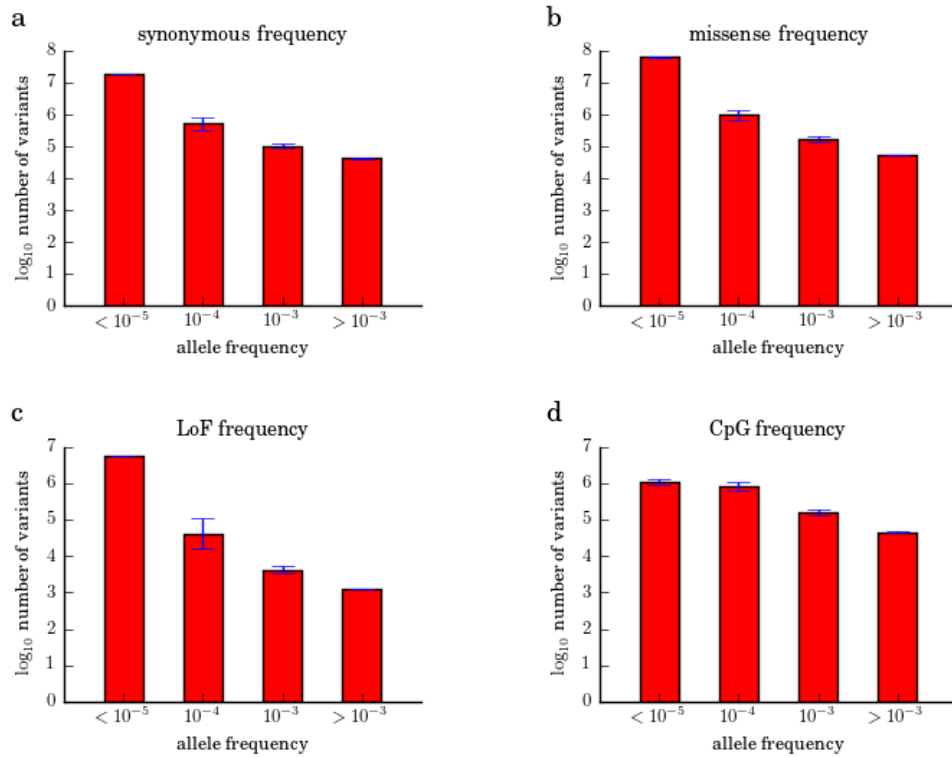 a
synonymous frequency
log₁₀ number of variants
8
7
6
5
4
3
2
1
0
< 10⁻⁵ 10⁻⁴ 10⁻³ > 10⁻³
allele frequency
b
missense frequency
log₁₀ number of variants
8
7
6
5
4
3
2
1
0
< 10⁻⁵ 10⁻⁴ 10⁻³ > 10⁻³
allele frequency
c
LoF frequency
log₁₀ number of variants
7
6
5
4
3
2
1
0
< 10⁻⁵ 10⁻⁴ 10⁻³ > 10⁻³
allele frequency
d
CpG frequency
log₁₀ number of variants
7
6
5
4
3
2
1
0
< 10⁻⁵ 10⁻⁴ 10⁻³ > 10⁻³
allele frequency